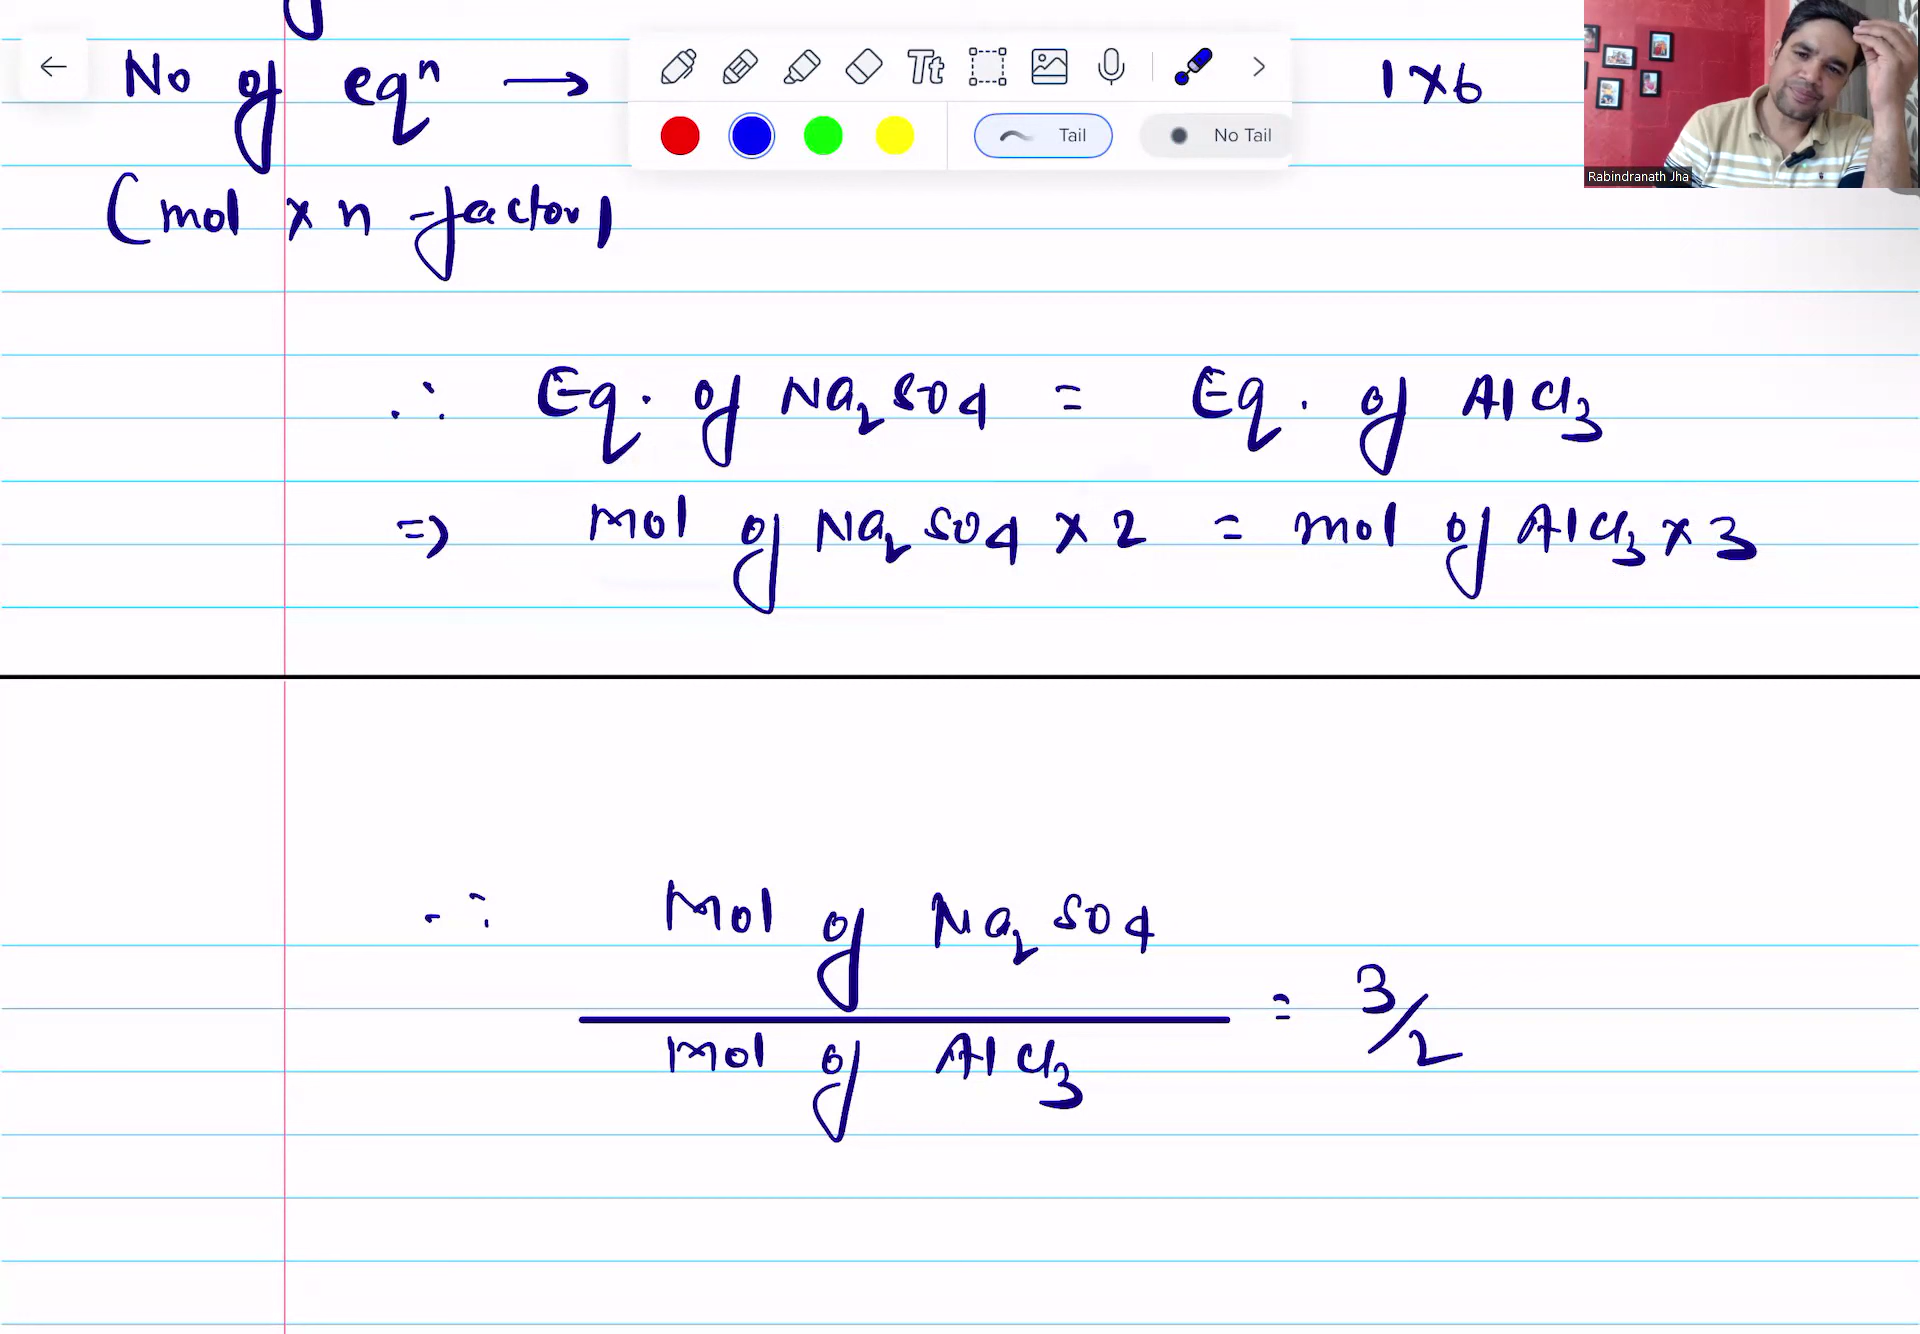 No of eqⁿ → 1×6
Tt
Tail No Tail
Rabindranath Jha
(mol × n-factor)
∴ Eq. of Na₂SO₄ = Eq. of AlCl₃
⇒ Mol of Na₂SO₄ × 2 = mol of AlCl₃ × 3
∴ Mol of Na₂SO₄
= 3/2
mol of AlCl₃